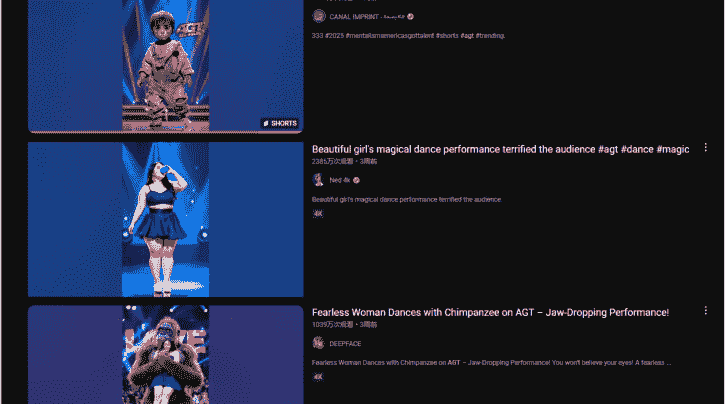 CANAL IMPRINT -
333 #2025 #mentalismamericasgottalent #shorts #agt #trending.
SHORTS
Beautiful girl's magical dance performance terrified the audience #agt #dance #magic
2385万次观看・3周前
Ned 4k
Beautiful girl's magical dance performance terrified the audience
4K
Fearless Woman Dances with Chimpanzee on AGT – Jaw-Dropping Performance!
1039万次观看・3周前
DEEPFACE
Fearless Woman Dances with Chimpanzee on AGT – Jaw-Dropping Performance! You won't believe your eyes! A fearless ...
4K